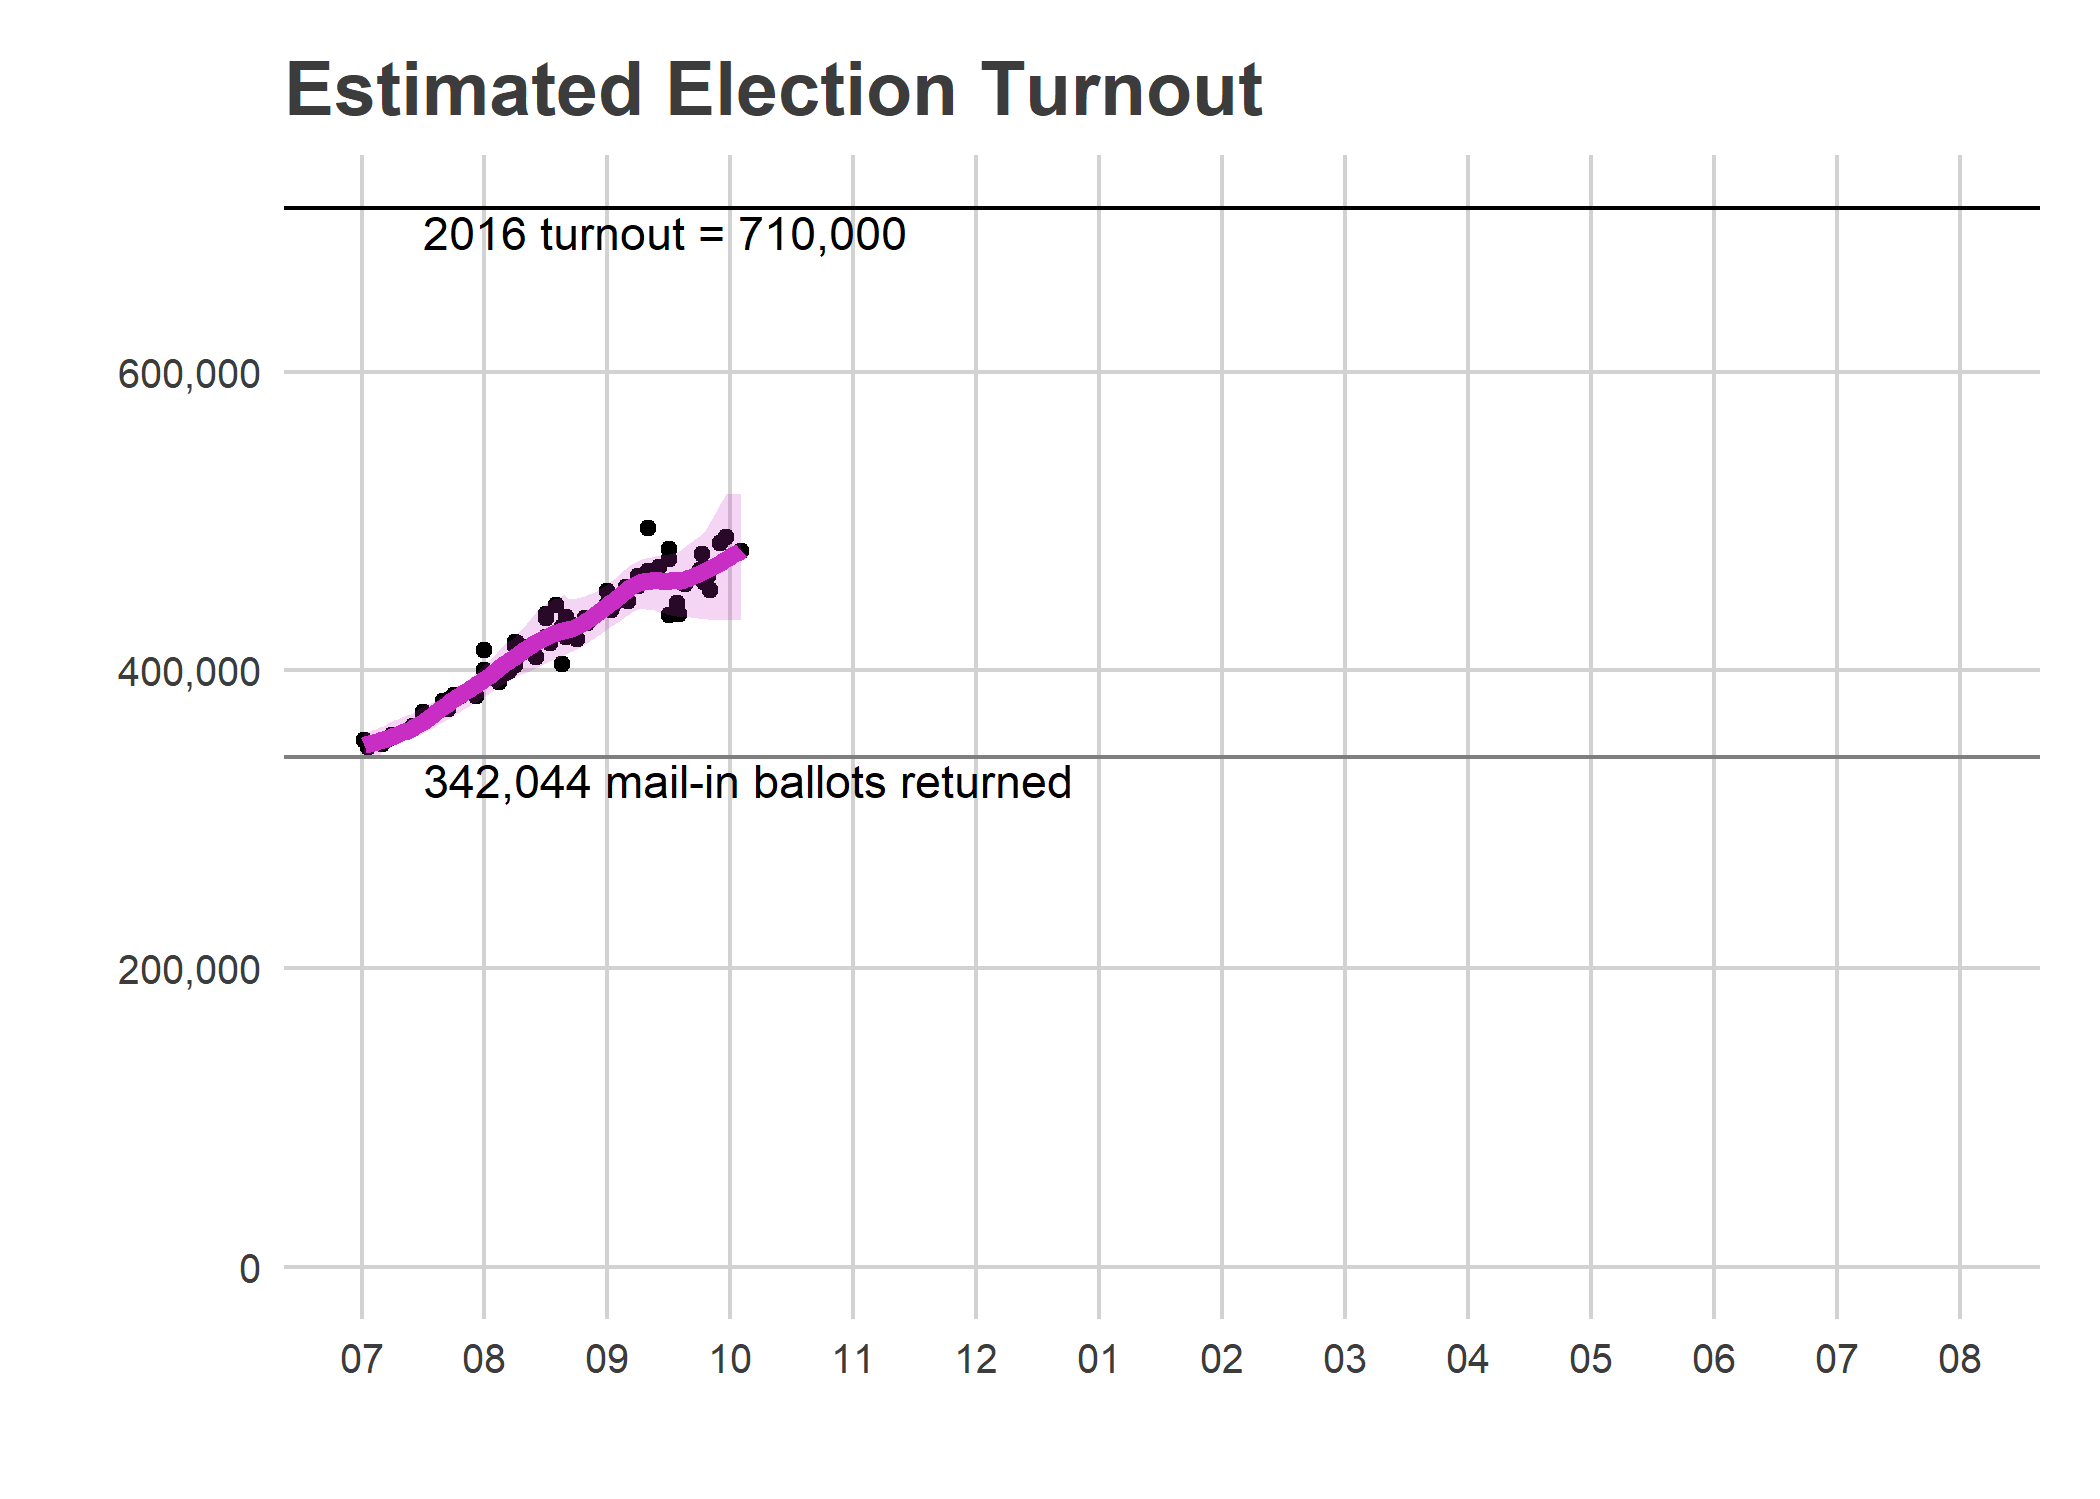 Estimated Election Turnout
2016 turnout = 710,000
600,000
400,000
342,044 mail-in ballots returned
200,000
0
07 08 09 10 11 12 01 02 03 04 05 06 07 08